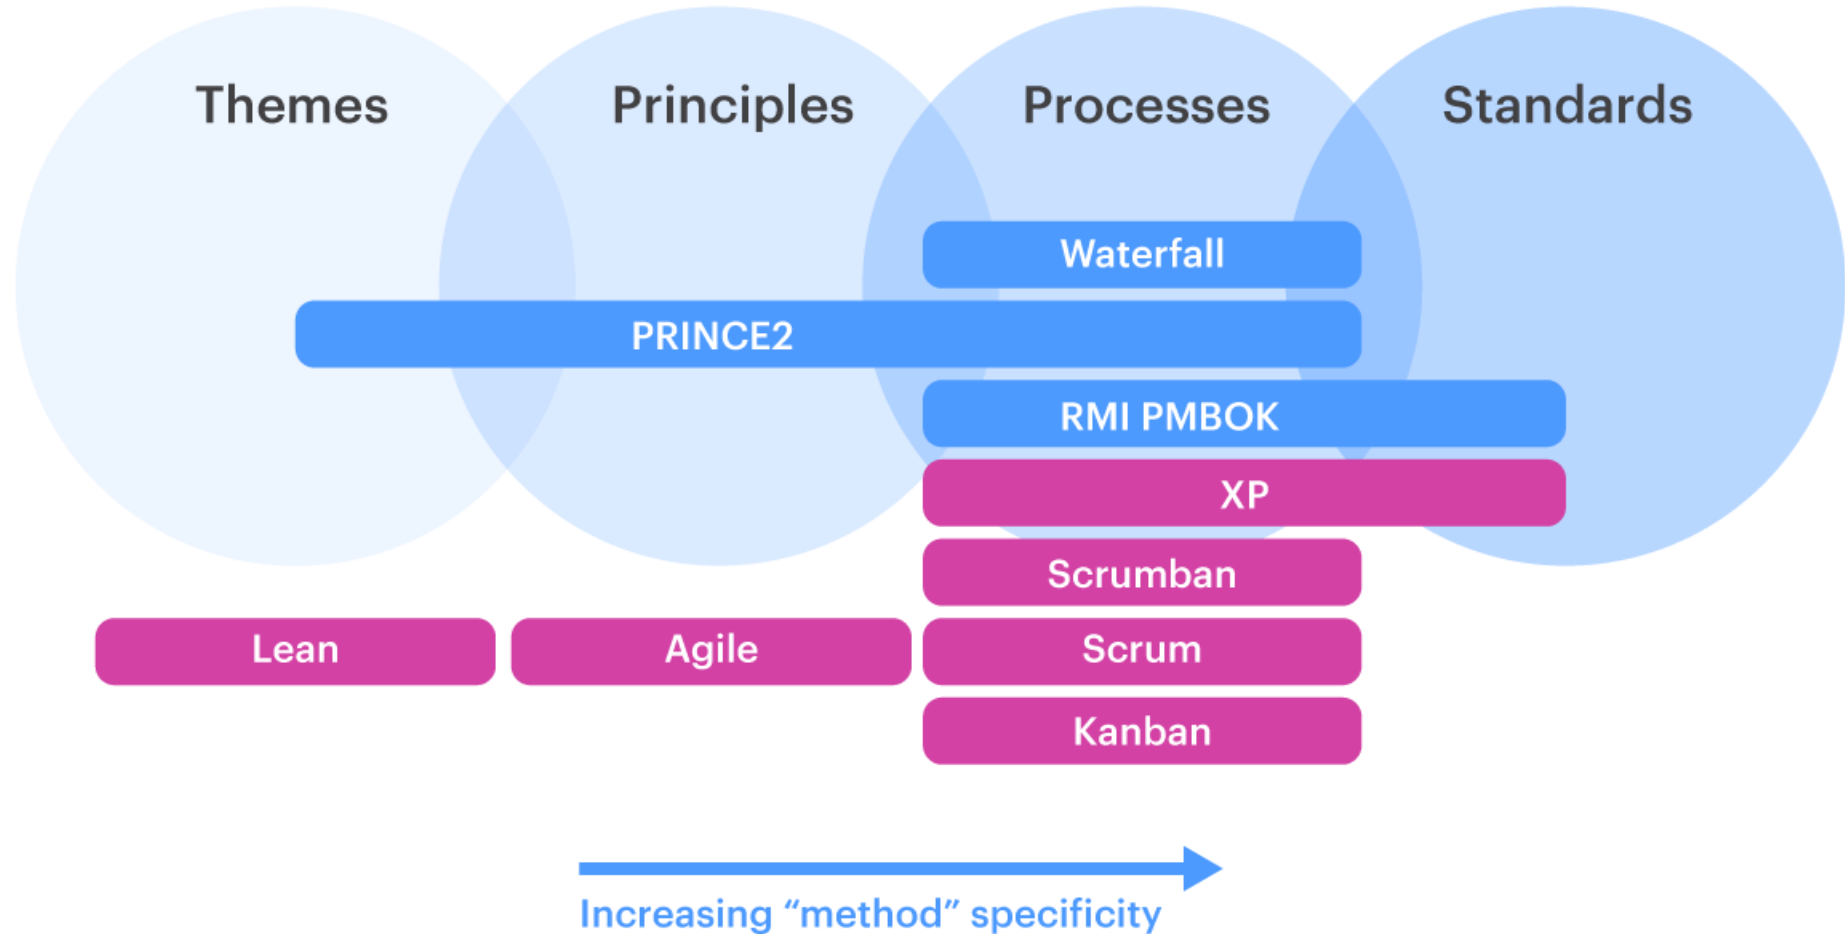 Themes
Principles
Processes
Standards
Waterfall
PRINCE2
RMI PMBOK
XP
Scrumban
Lean
Agile
Scrum
Kanban
Increasing “method” specificity